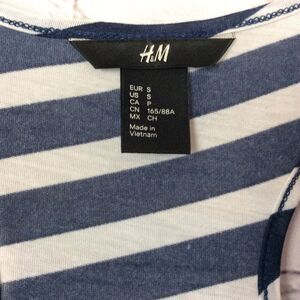 H&M
EUR S
US S
CA P
CN 165/88A
MX CH
Made in
Vietnam